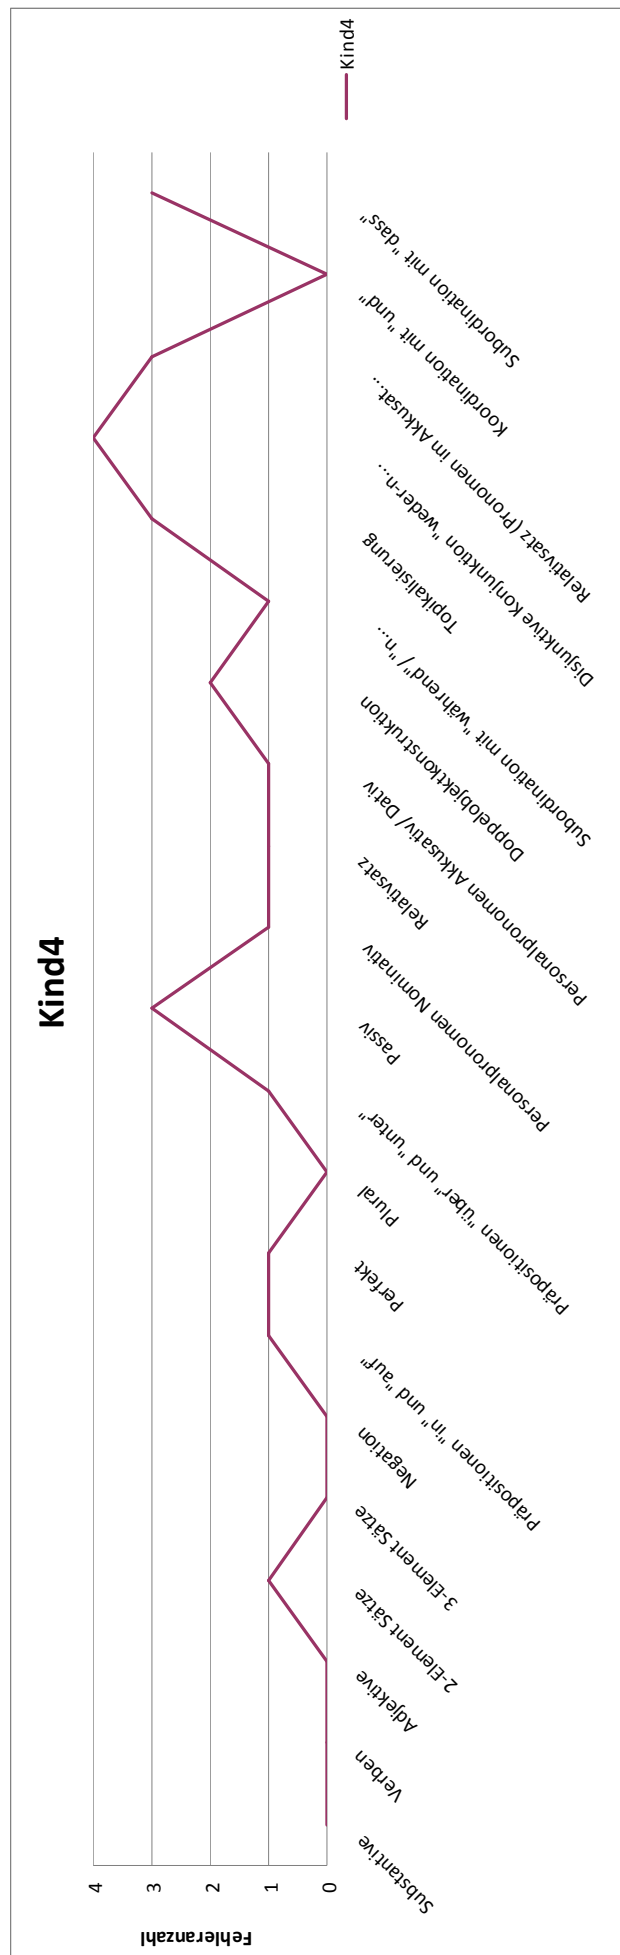 Kind4
Fehleranzahl
4
3
2
1
0
Substantive
Verben
Adjektive
2-Element Sätze
3-Element Sätze
Negation
Präpositionen "in" und "auf"
Perfekt
Plural
Präpositionen "über" und "unter"
Passiv
Personalpronomen Nominativ
Relativsatz
Personalpronomen Akkusativ/ Dativ
Doppelobjektkonstruktion
Subordination mit "während"/ "n...
Topikalisierung
Disjunktive Konjunktion "weder-n...
Relativsatz (Pronomen im Akkusat...
Koordination mit "und"
Subordination mit "dass"
Kind4